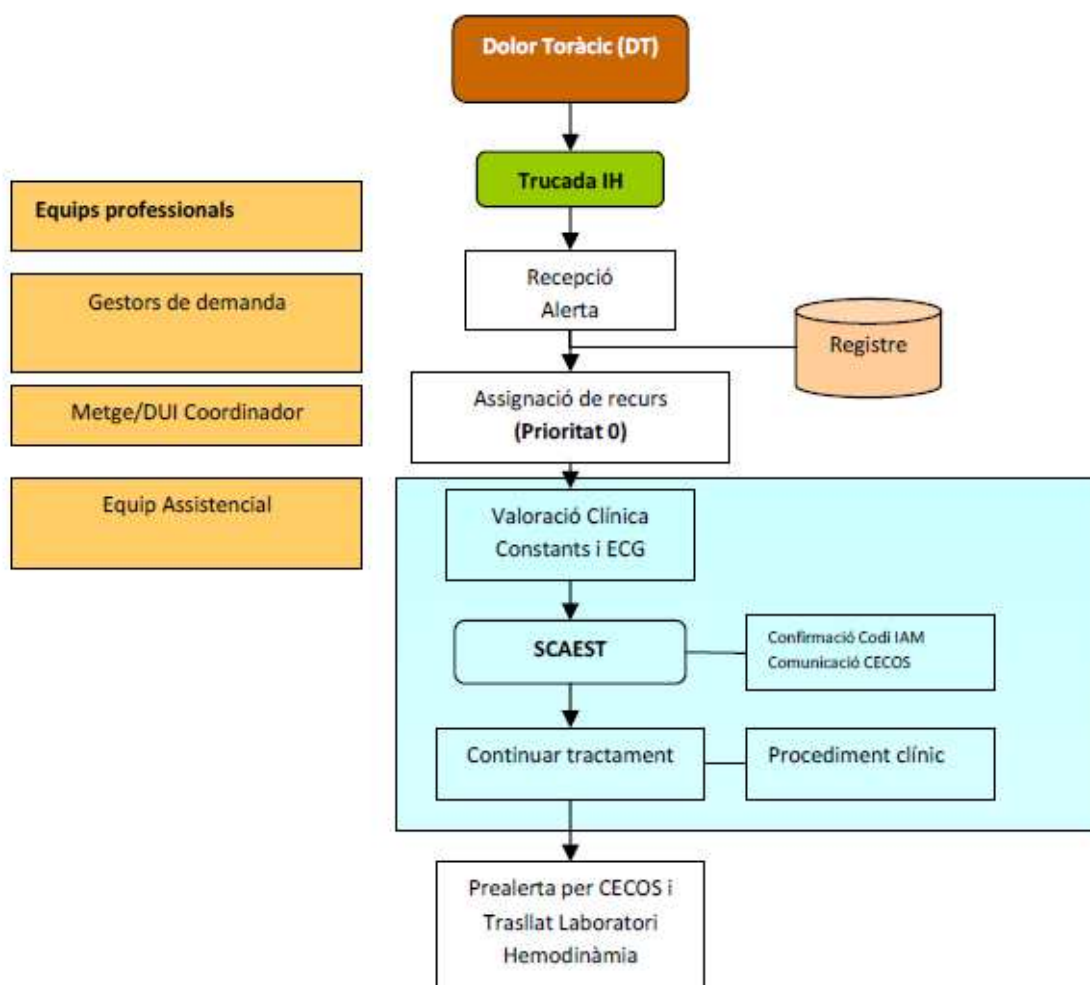 Dolor Toràcic (DT)
Trucada IH
Equips professionals
Recepció
Alerta
Gestors de demanda
Registre
Assignació de recurs
(Prioritat 0)
Metge/DUI Coordinador
Equip Assistencial
Valoració Clínica
Constants i ECG
SCAEST
Confirmació Codi IAM
Comunicació CECOS
Continuar tractament
Procediment clínic
Prealerta per CECOS i
Trasllat Laboratori
Hemodinàmia